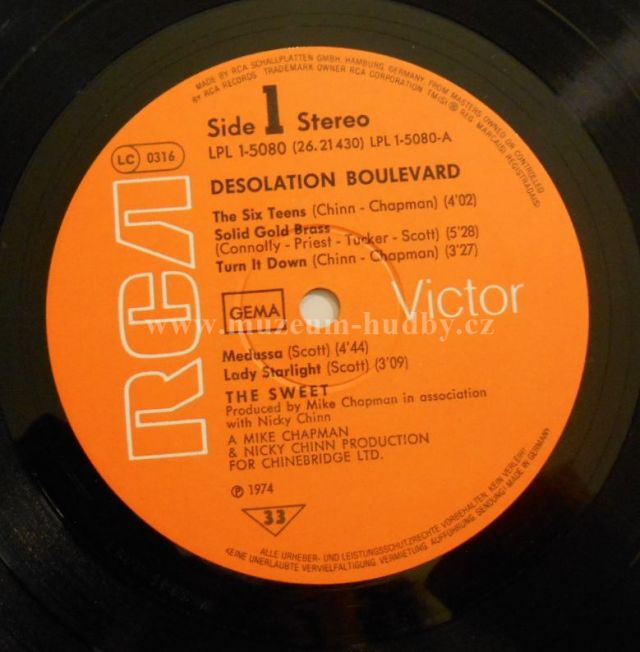 MADE BY RCA SCHALLPLATTEN GMBH, HAMBURG, GERMANY, FROM MASTERS OWNED OR CONTROLLED
BY RCA RECORDS TRADEMARK OWNER RCA CORPORATION TM(S) ® REG. MARCA(S) REGISTRADA(S)
Side 1 Stereo
LPL 1-5080 (26.21430) LPL 1-5080-A
LC 0316
DESOLATION BOULEVARD
The Six Teens (Chinn - Chapman) (4'02)
Solid Gold Brass
(Connolly - Priest - Tucker - Scott) (5'28)
Turn It Down (Chinn - Chapman) (3'27)
RCA
GEMA
Victor
www.muzeum-hudby.cz
Medussa (Scott) (4'44)
Lady Starlight (Scott) (3'09)
THE SWEET
Produced by Mike Chapman in association
with Nicky Chinn
A MIKE CHAPMAN
& NICKY CHINN PRODUCTION
FOR CHINEBRIDGE LTD.
℗ 1974
33
ALLE URHEBER- UND LEISTUNGSSCHUTZRECHTE VORBEHALTEN, KEIN VERLEIH!
KEINE UNERLAUBTE VERVIELFÄLTIGUNG, VERMIETUNG, AUFFÜHRUNG, SENDUNG! MADE IN GERMANY